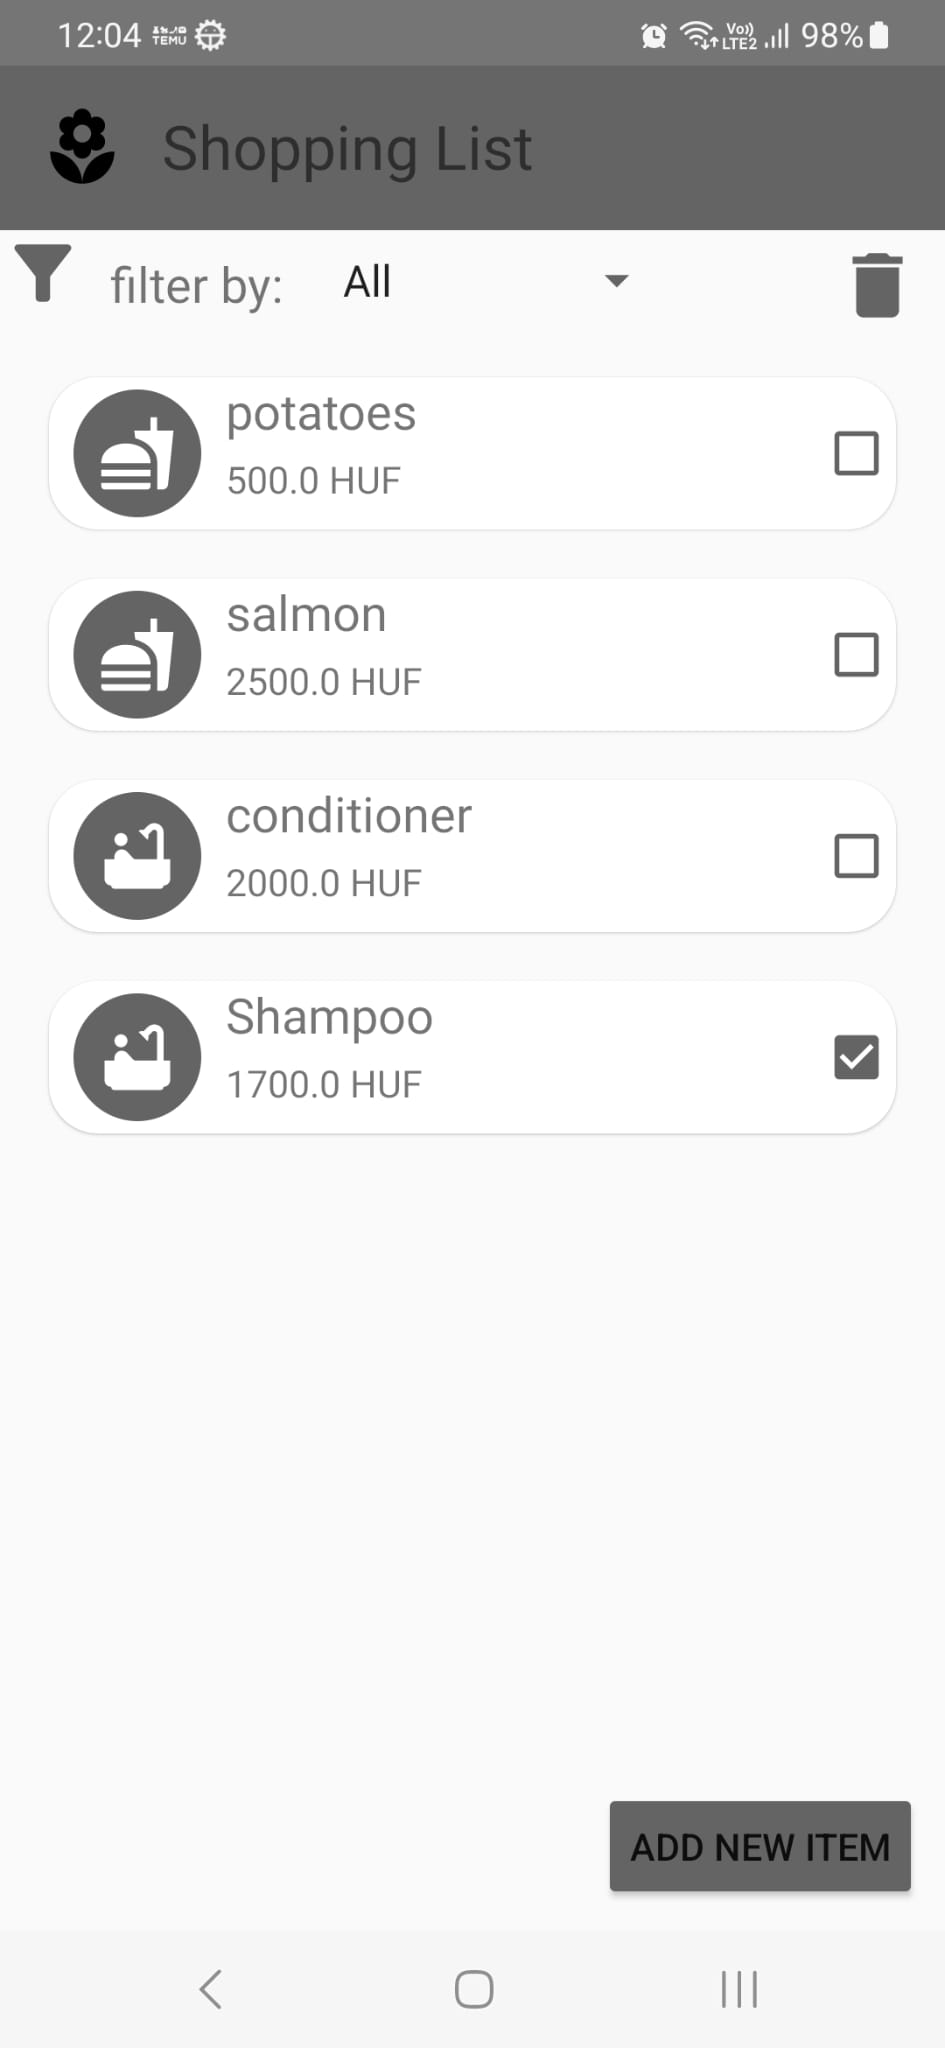 12:04 TEMU Vo)) LTE2 98%
Shopping List
filter by: All
potatoes
500.0 HUF
salmon
2500.0 HUF
conditioner
2000.0 HUF
Shampoo
1700.0 HUF
ADD NEW ITEM